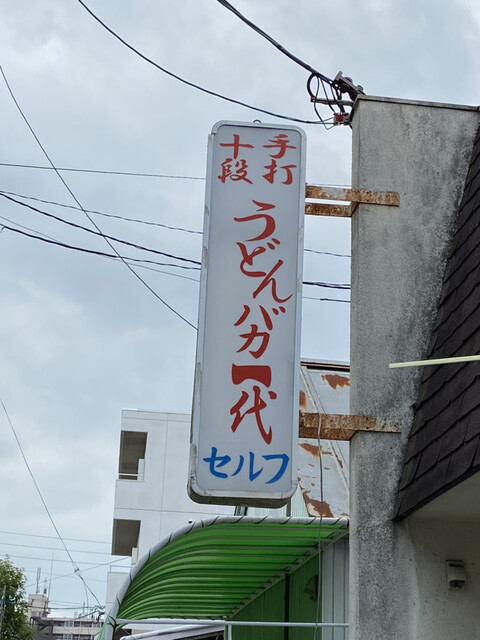 手打
十段
うどんバカ一代
セルフ